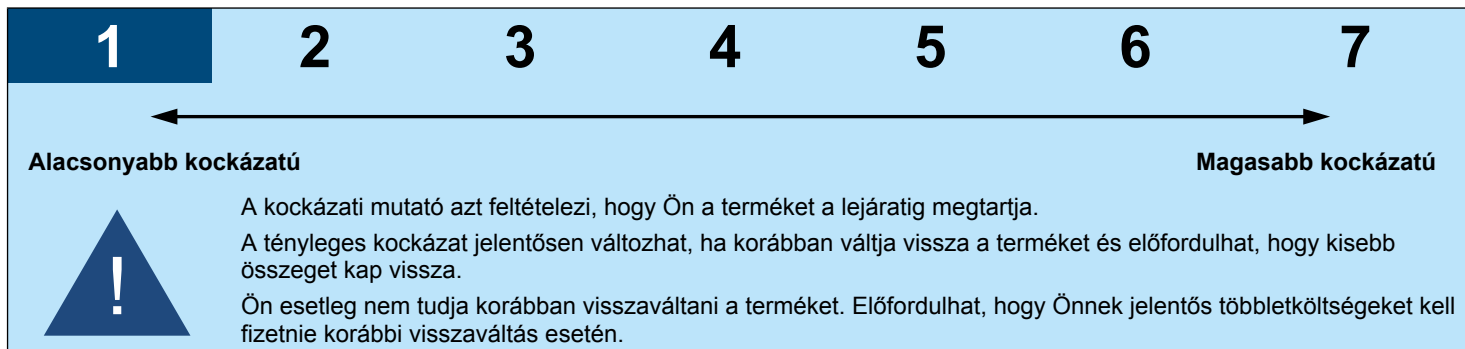 1 2 3 4 5 6 7
Alacsonyabb kockázatú Magasabb kockázatú
A kockázati mutató azt feltételezi, hogy Ön a terméket a lejáratig megtartja.
A tényleges kockázat jelentősen változhat, ha korábban váltja vissza a terméket és előfordulhat, hogy kisebb
összeget kap vissza.
Ön esetleg nem tudja korábban visszaváltani a terméket. Előfordulhat, hogy Önnek jelentős többletköltségeket kell
fizetnie korábbi visszaváltás esetén.
!